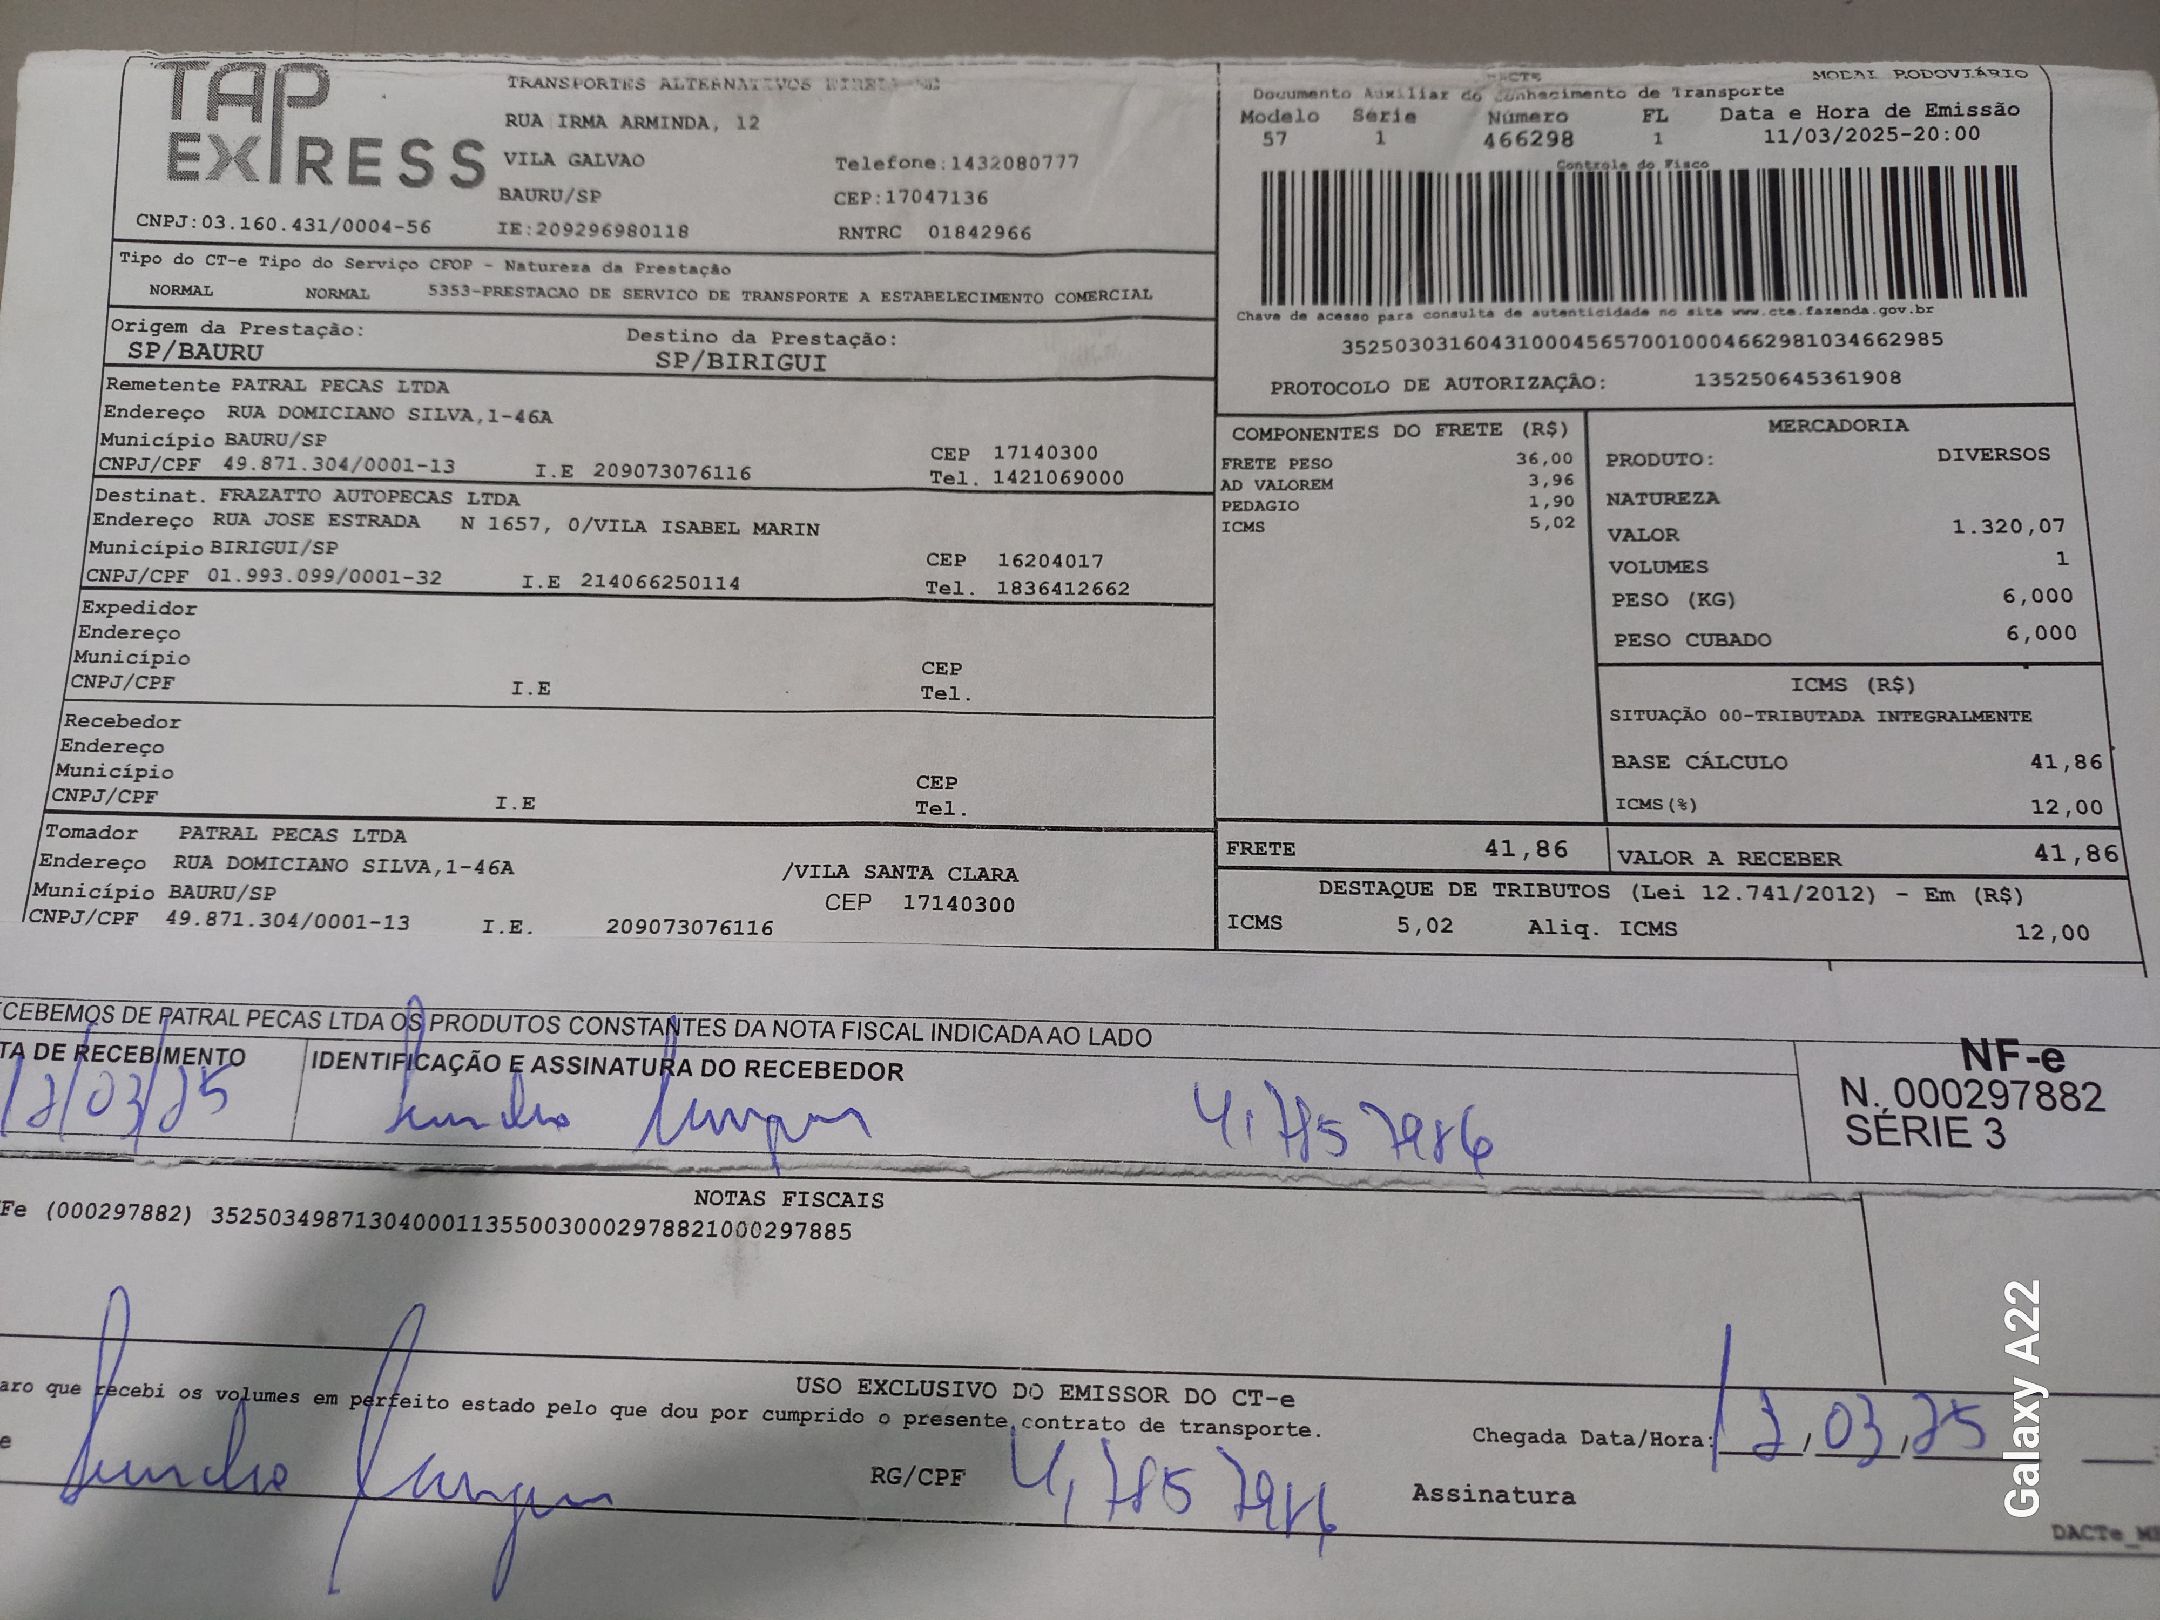 TAP EXPRESS
TRANSPORTES ALTERNATIVOS
RUA IRMA ARMINDA, 12
VILA GALVAO Telefone:1432080777
BAURU/SP CEP:17047136
CNPJ:03.160.431/0004-56 IE:209296980118 RNTRC 01842966
DACTE MODAL RODOVIÁRIO
Documento Auxiliar do Conhecimento de Transporte
Modelo Série Número FL Data e Hora de Emissão
57 1 466298 1 11/03/2025-20:00
Controle do Fisco
Chave de acesso para consulta de autenticidade no site www.cte.fazenda.gov.br
35250303160431000456570010004662981034662985
PROTOCOLO DE AUTORIZAÇÃO: 135250645361908
Tipo do CT-e Tipo do Serviço CFOP - Natureza da Prestação
NORMAL NORMAL 5353-PRESTACAO DE SERVICO DE TRANSPORTE A ESTABELECIMENTO COMERCIAL
Origem da Prestação: Destino da Prestação:
SP/BAURU SP/BIRIGUI
Remetente PATRAL PECAS LTDA
Endereço RUA DOMICIANO SILVA,1-46A
Município BAURU/SP CEP 17140300
CNPJ/CPF 49.871.304/0001-13 I.E 209073076116 Tel. 1421069000
Destinat. FRAZATTO AUTOPECAS LTDA
Endereço RUA JOSE ESTRADA N 1657, 0/VILA ISABEL MARIN
Município BIRIGUI/SP CEP 16204017
CNPJ/CPF 01.993.099/0001-32 I.E 214066250114 Tel. 1836412662
Expedidor
Endereço
Município CEP
CNPJ/CPF I.E Tel.
Recebedor
Endereço
Município CEP
CNPJ/CPF I.E Tel.
Tomador PATRAL PECAS LTDA
Endereço RUA DOMICIANO SILVA,1-46A /VILA SANTA CLARA
Município BAURU/SP CEP 17140300
CNPJ/CPF 49.871.304/0001-13 I.E. 209073076116
COMPONENTES DO FRETE (R$)
FRETE PESO 36,00
AD VALOREM 3,96
PEDAGIO 1,90
ICMS 5,02
MERCADORIA
PRODUTO: DIVERSOS
NATUREZA
VALOR 1.320,07
VOLUMES 1
PESO (KG) 6,000
PESO CUBADO 6,000
ICMS (R$)
SITUAÇÃO 00-TRIBUTADA INTEGRALMENTE
BASE CÁLCULO 41,86
ICMS(%) 12,00
FRETE 41,86 VALOR A RECEBER 41,86
DESTAQUE DE TRIBUTOS (Lei 12.741/2012) - Em (R$)
ICMS 5,02 Aliq. ICMS 12,00
CEBEMOS DE PATRAL PECAS LTDA OS PRODUTOS CONSTANTES DA NOTA FISCAL INDICADA AO LADO
TA DE RECEBIMENTO IDENTIFICAÇÃO E ASSINATURA DO RECEBEDOR
12/03/25
NF-e
N. 000297882
SÉRIE 3
NOTAS FISCAIS
Fe (000297882) 35250349871304000113550030002978821000297885
USO EXCLUSIVO DO EMISSOR DO CT-e
aro que recebi os volumes em perfeito estado pelo que dou por cumprido o presente contrato de transporte.
e RG/CPF Chegada Data/Hora: 12,03,25
Assinatura
Galaxy A22